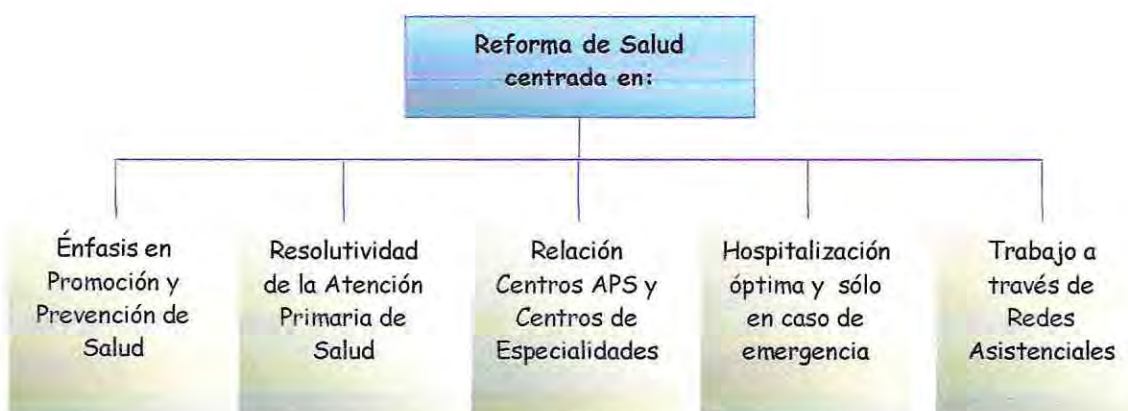 Reforma de Salud
centrada en:
Énfasis en
Promoción y
Prevención de
Salud
Resolutividad
de la Atención
Primaria de
Salud
Relación
Centros APS y
Centros de
Especialidades
Hospitalización
óptima y sólo
en caso de
emergencia
Trabajo a
través de
Redes
Asistenciales